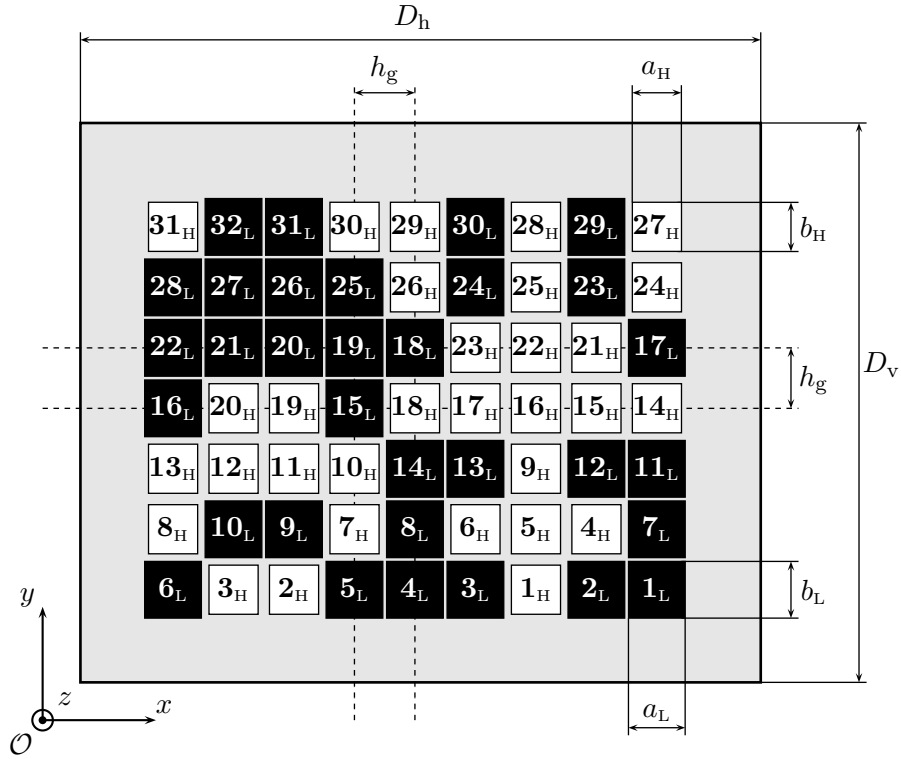 D_h
h_g a_H
31_H 32_L 31_L 30_H 29_H 30_L 28_H 29_L 27_H b_H
28_L 27_L 26_L 25_L 26_H 24_L 25_H 23_L 24_H
22_L 21_L 20_L 19_L 18_L 23_H 22_H 21_H 17_L
h_g D_v
16_L 20_H 19_H 15_L 18_H 17_H 16_H 15_H 14_H
13_H 12_H 11_H 10_H 14_L 13_L 9_H 12_L 11_L
8_H 10_L 9_L 7_H 8_L 6_H 5_H 4_H 7_L
6_L 3_H 2_H 5_L 4_L 3_L 1_H 2_L 1_L b_L
y
z x a_L
O